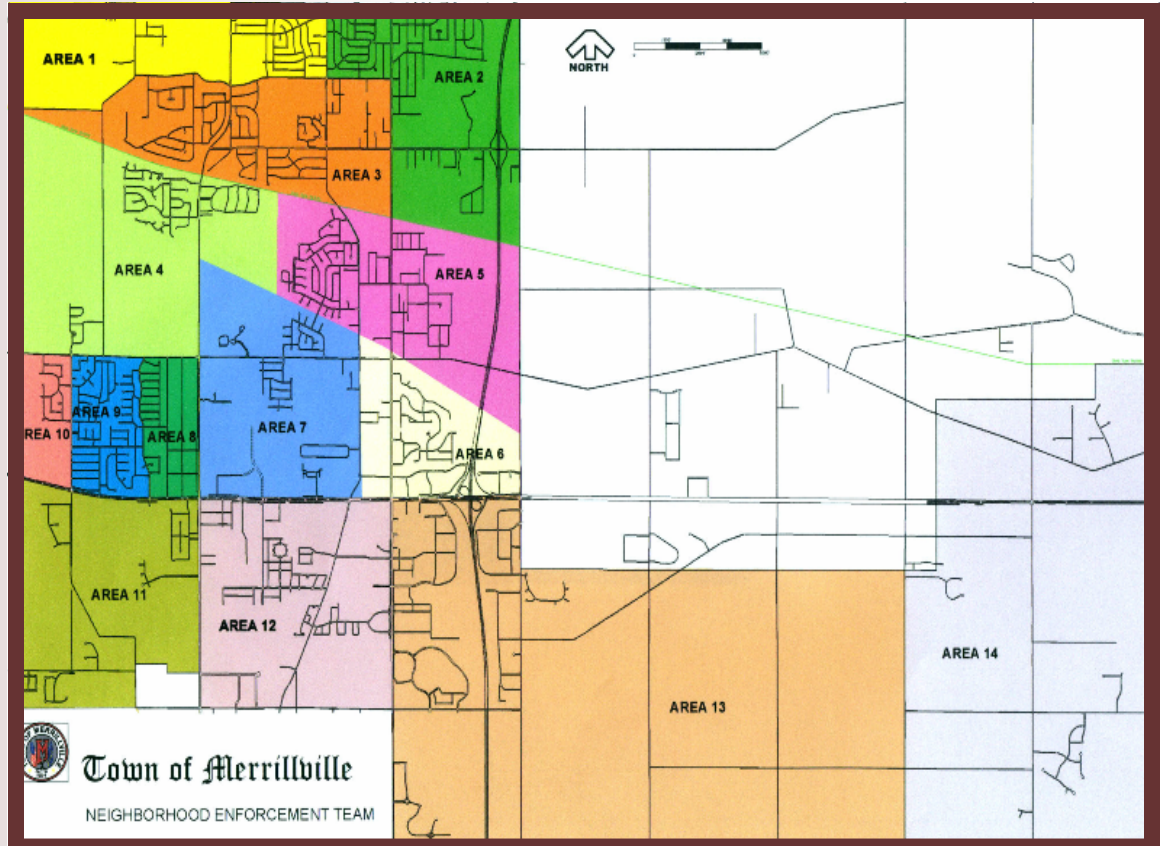 AREA 1
AREA 2
NORTH
AREA 3
AREA 4
AREA 5
AREA 9
REA 10
AREA 8
AREA 7
AREA 6
AREA 11
AREA 12
AREA 14
AREA 13
Town of Merrillville
NEIGHBORHOOD ENFORCEMENT TEAM